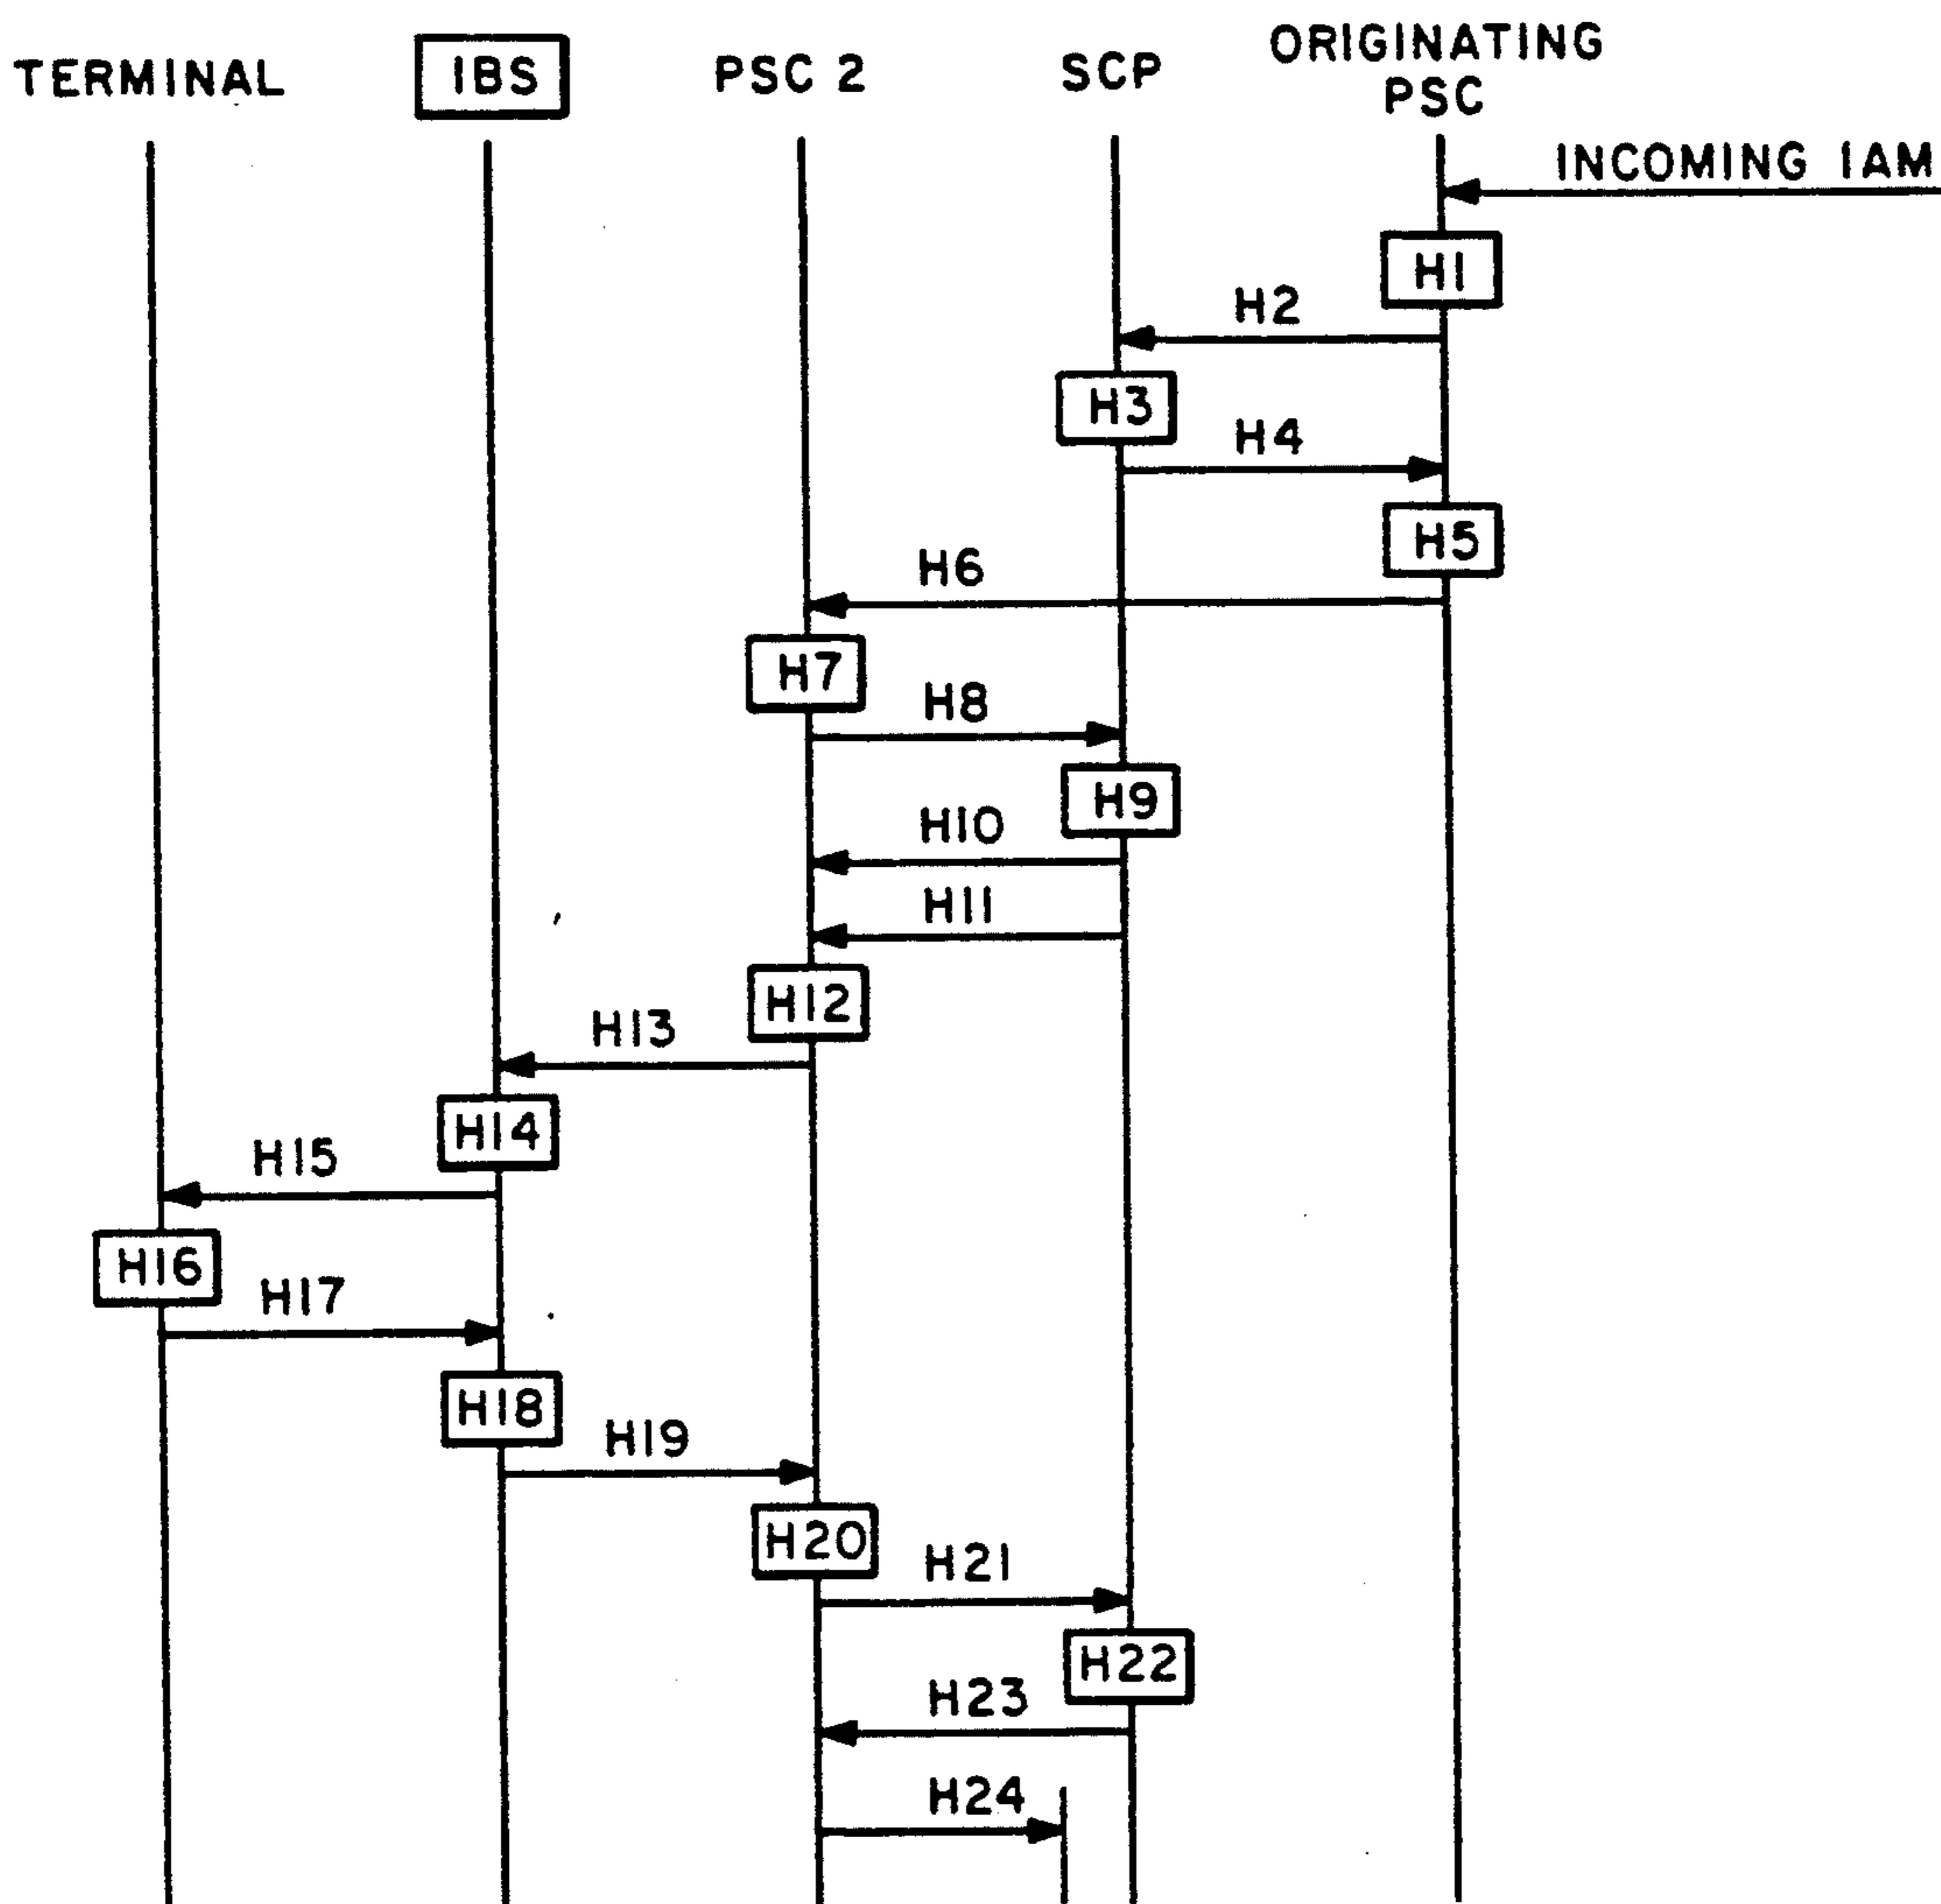 TERMINAL
IBS
PSC 2
SCP
ORIGINATING
PSC
INCOMING IAM
H1
H2
H3
H4
H5
H6
H7
H8
H9
H10
H11
H12
H13
H14
H15
H16
H17
H18
H19
H20
H21
H22
H23
H24